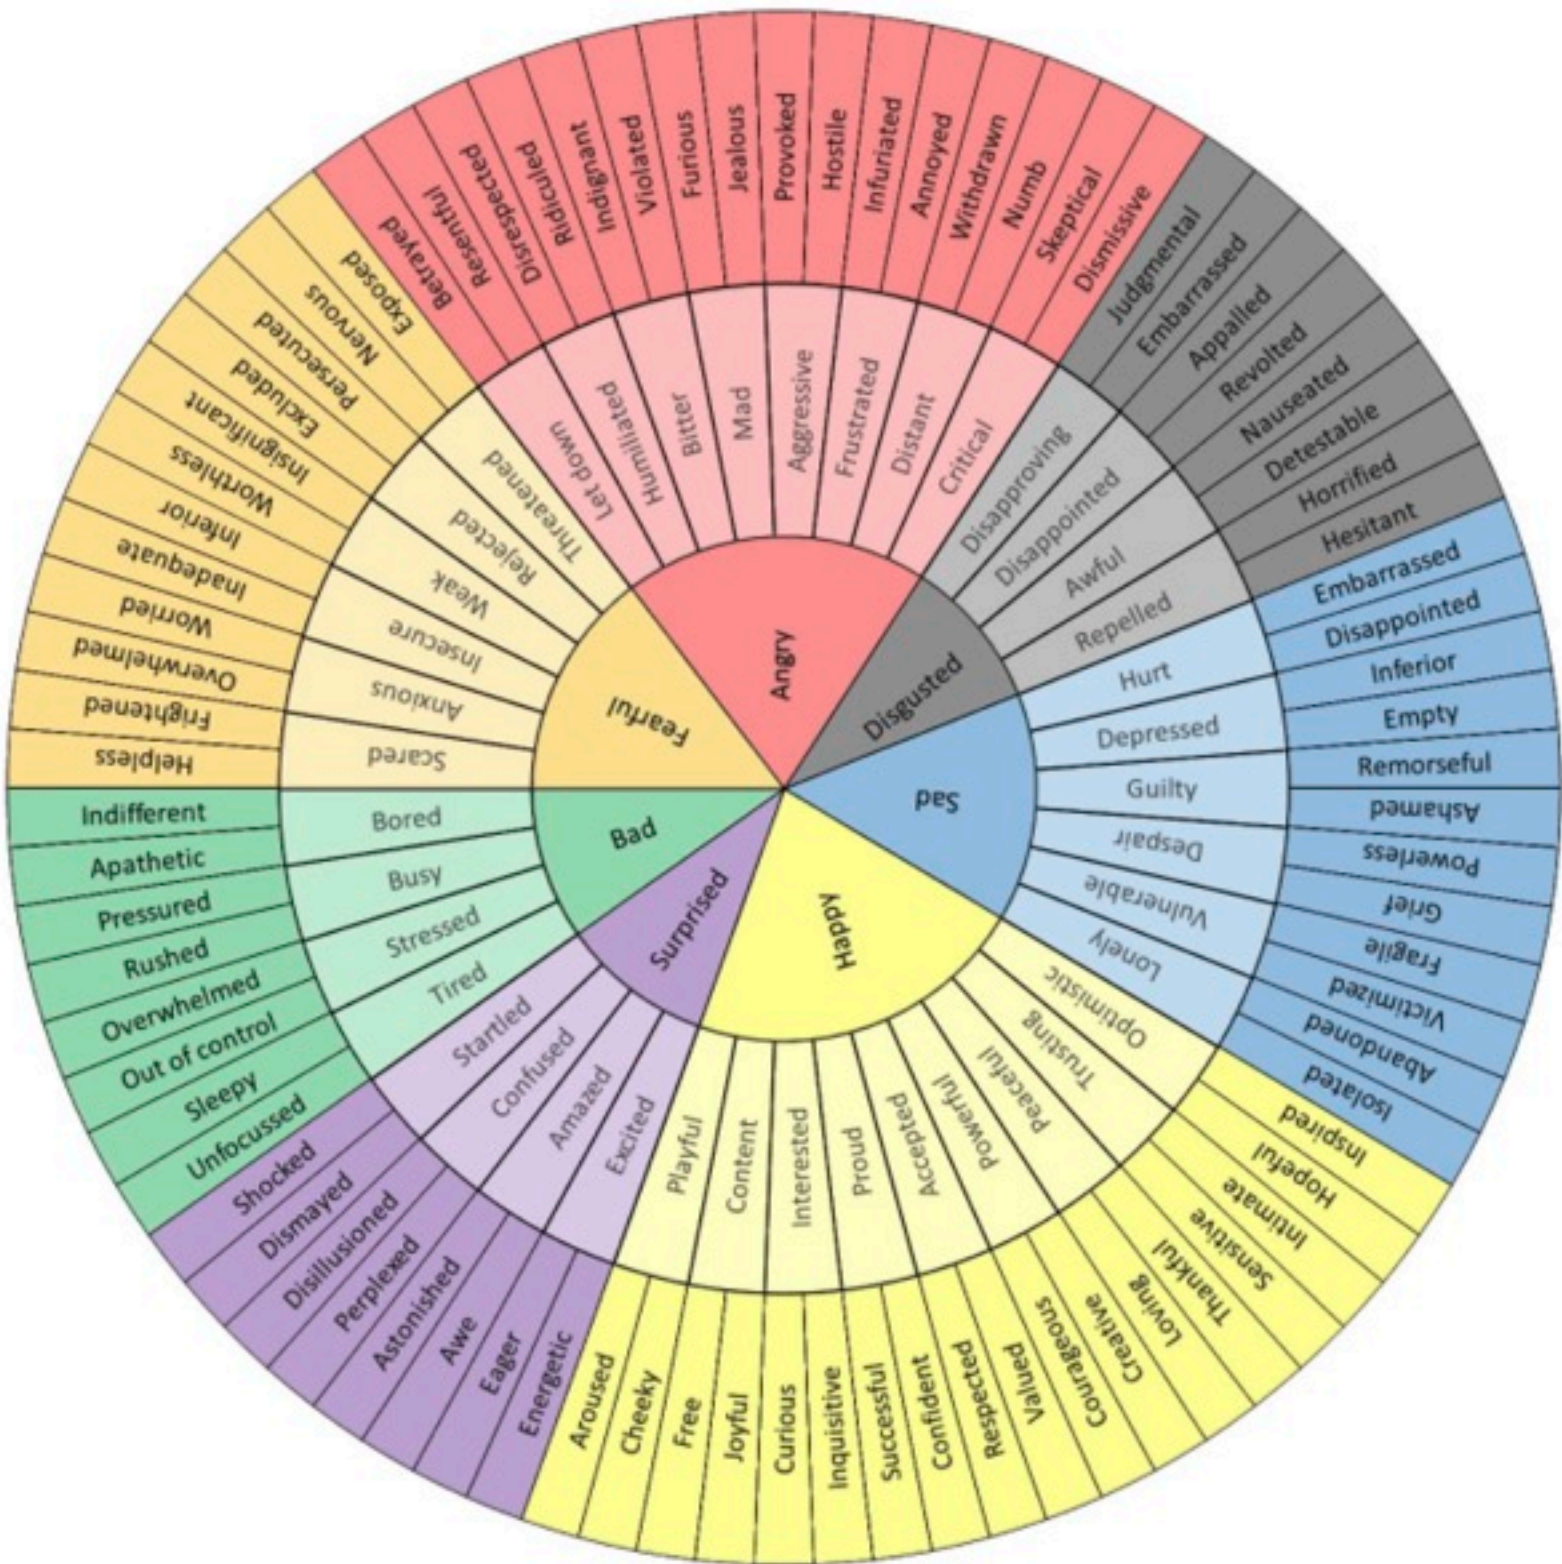 Angry
Disgusted
Sad
Happy
Surprised
Bad
Fearful
Let down
Humiliated
Bitter
Mad
Aggressive
Frustrated
Distant
Critical
Disapproving
Disappointed
Awful
Repelled
Hurt
Depressed
Guilty
Despair
Vulnerable
Lonely
Optimistic
Trusting
Peaceful
Powerful
Accepted
Proud
Interested
Content
Playful
Excited
Amazed
Confused
Startled
Tired
Stressed
Busy
Bored
Scared
Anxious
Insecure
Weak
Rejected
Threatened
Betrayed
Resentful
Disrespected
Ridiculed
Indignant
Violated
Furious
Jealous
Provoked
Hostile
Infuriated
Annoyed
Withdrawn
Numb
Skeptical
Dismissive
Judgmental
Embarrassed
Appalled
Revolted
Nauseated
Detestable
Horrified
Hesitant
Embarrassed
Disappointed
Inferior
Empty
Remorseful
Ashamed
Powerless
Grief
Fragile
Victimized
Abandoned
Isolated
Inspired
Hopeful
Intimate
Sensitive
Thankful
Loving
Creative
Courageous
Valued
Respected
Confident
Successful
Inquisitive
Curious
Joyful
Free
Cheeky
Aroused
Energetic
Eager
Awe
Astonished
Perplexed
Disillusioned
Dismayed
Shocked
Unfocussed
Sleepy
Out of control
Overwhelmed
Rushed
Pressured
Apathetic
Indifferent
Helpless
Frightened
Overwhelmed
Worried
Inadequate
Inferior
Worthless
Insignificant
Excluded
Persecuted
Nervous
Exposed